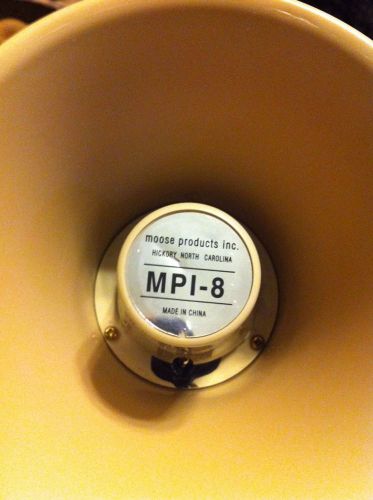 moose products inc.
HICKORY NORTH CAROLINA
MPI-8
MADE IN CHINA